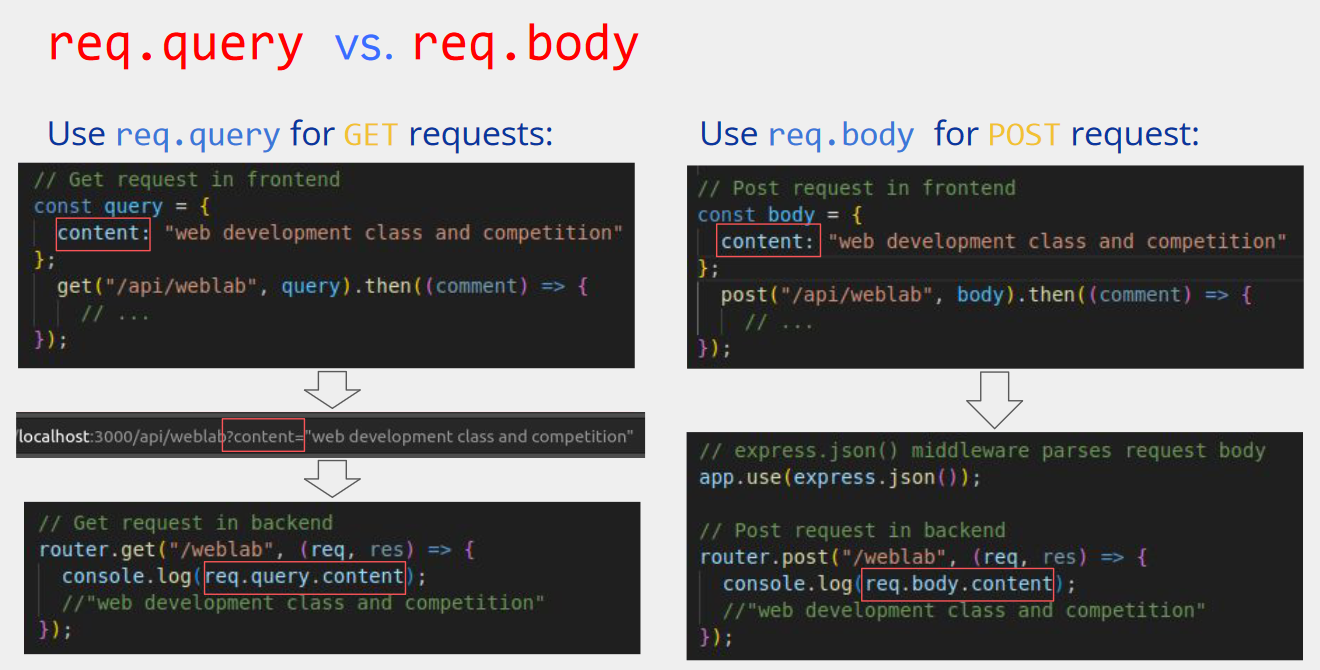 req.query vs. req.body
Use req.query for GET requests:
// Get request in frontend
const query = {
content: "web development class and competition"
};
get("/api/weblab", query).then((comment) => {
// ...
});
/localhost:3000/api/weblab?content="web development class and competition"
// Get request in backend
router.get("/weblab", (req, res) => {
console.log(req.query.content);
//"web development class and competition"
});
Use req.body for POST request:
// Post request in frontend
const body = {
content: "web development class and competition"
};
post("/api/weblab", body).then((comment) => {
// ...
});
// express.json() middleware parses request body
app.use(express.json());
// Post request in backend
router.post("/weblab", (req, res) => {
console.log(req.body.content);
//"web development class and competition"
});